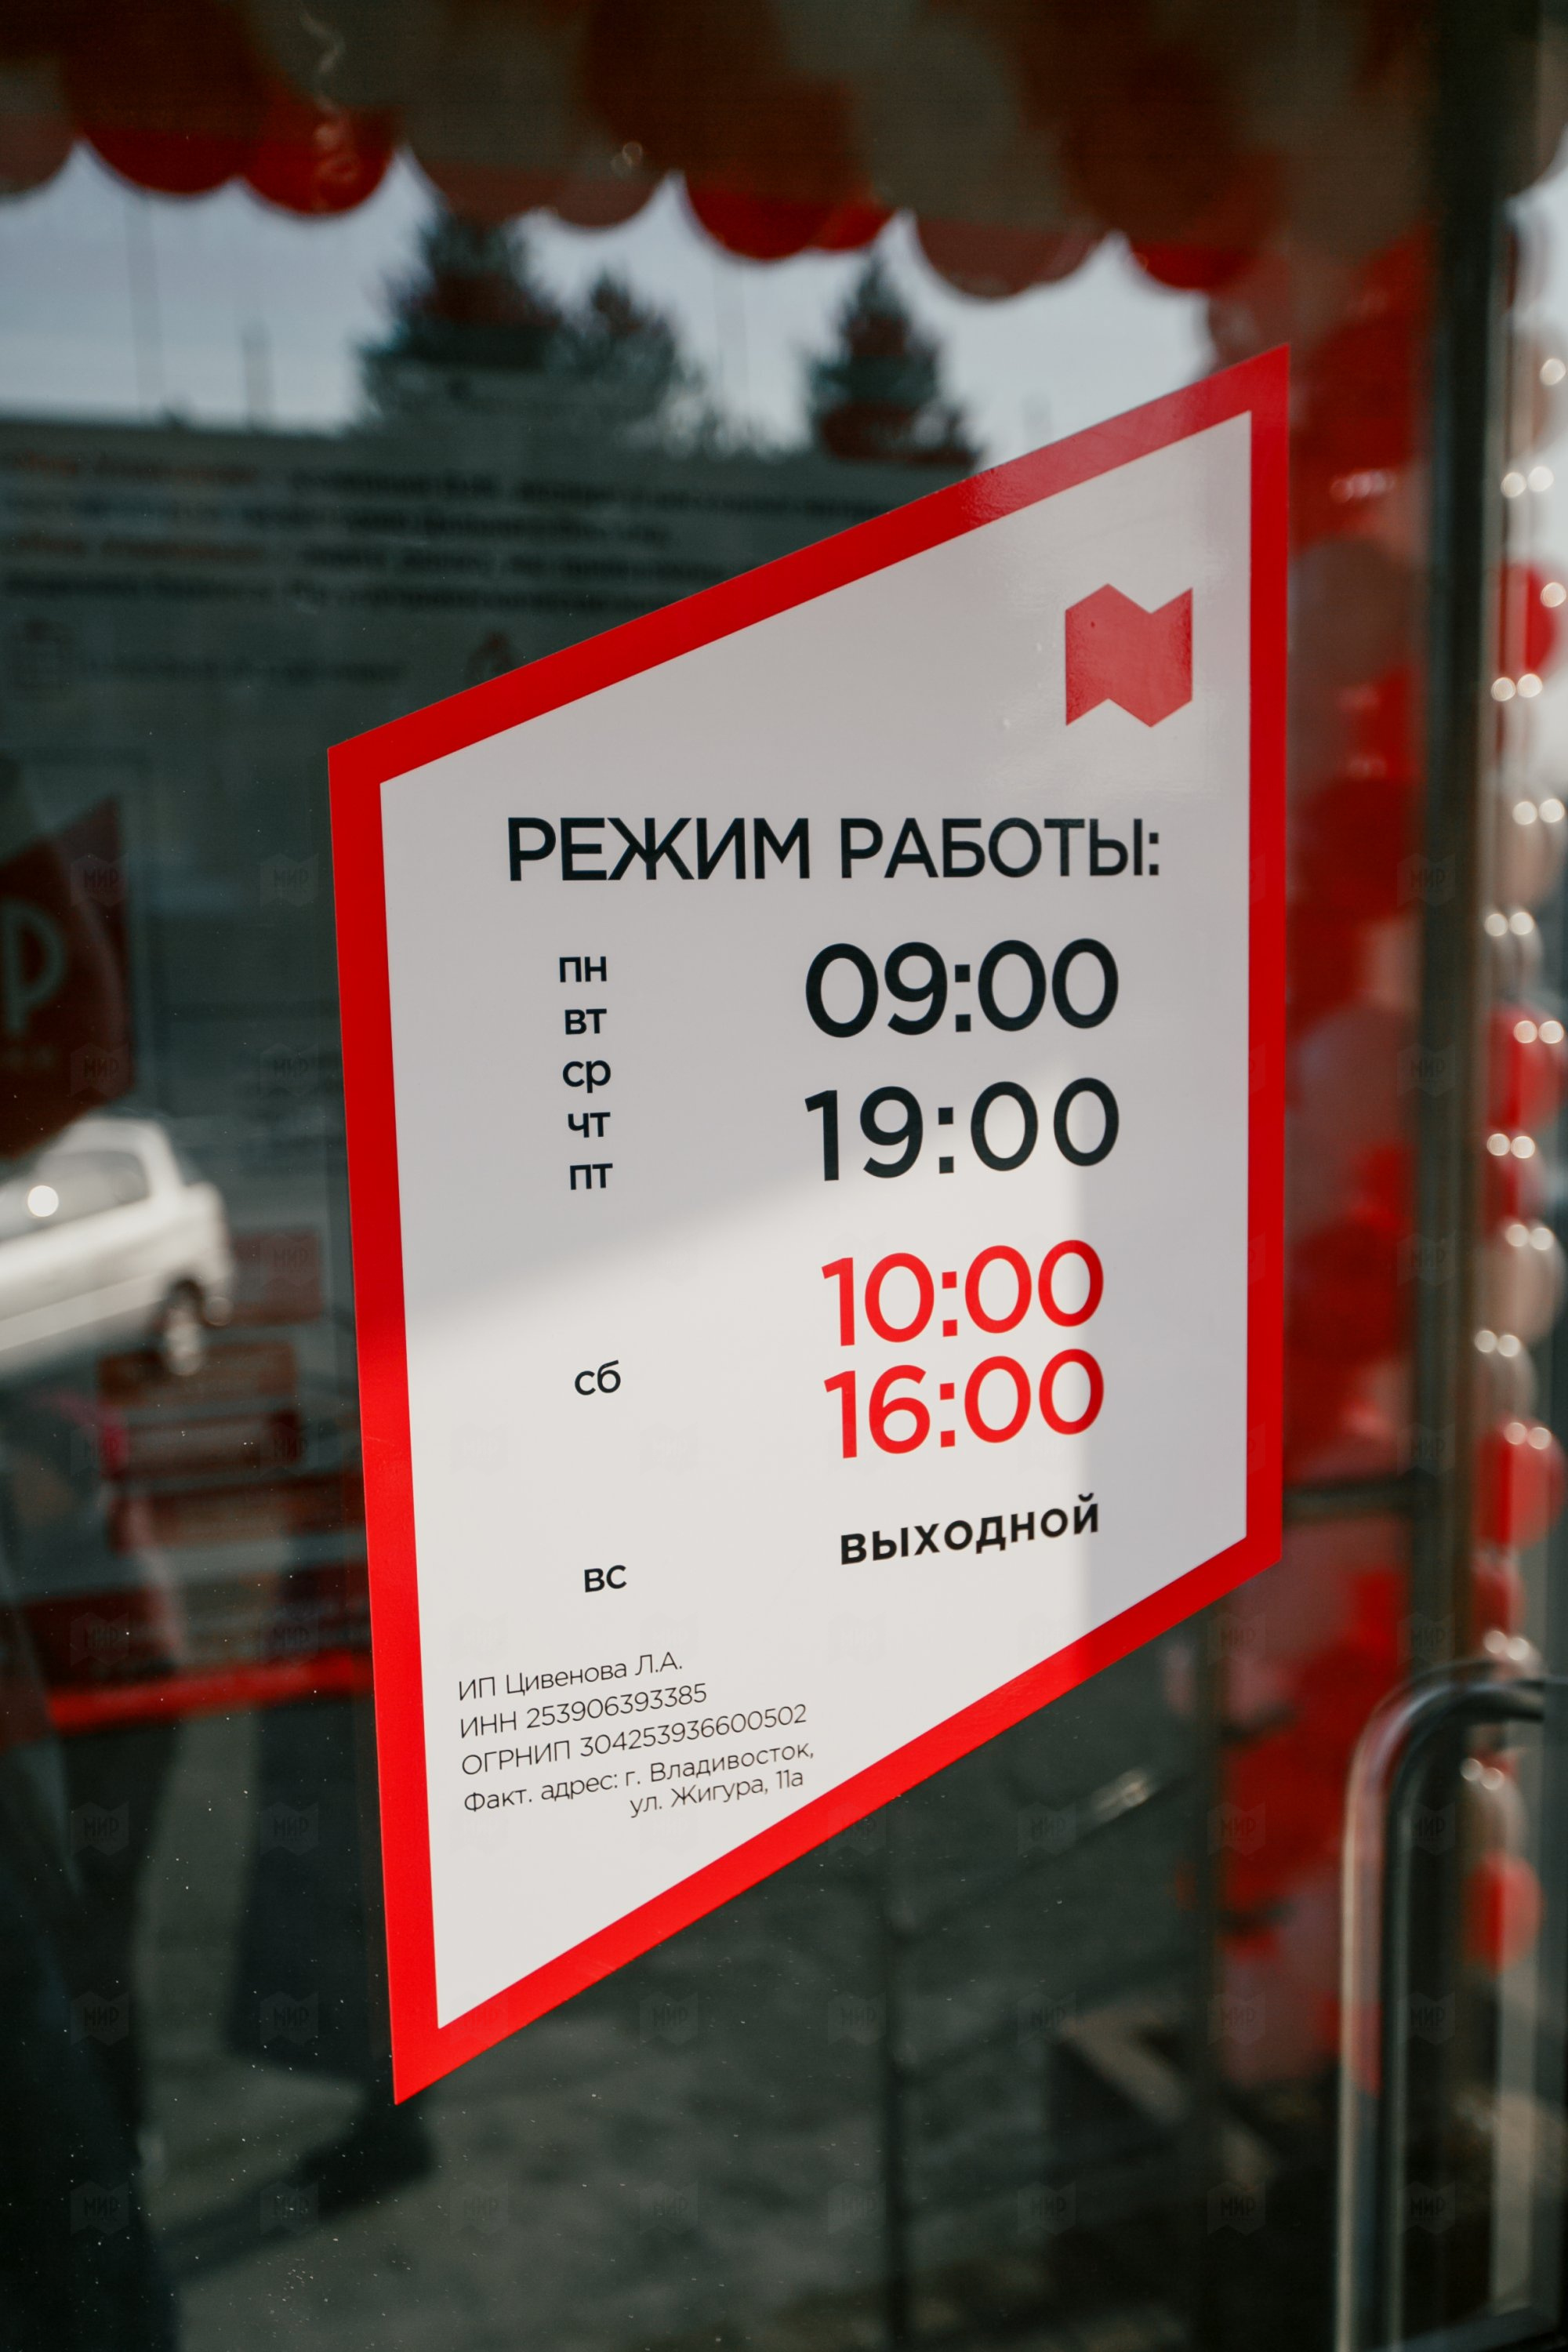 РЕЖИМ РАБОТЫ:
пн
вт
ср
чт
пт
09:00
19:00
сб
10:00
16:00
вс
выходной
ИП Цивенова Л.А.
ИНН 253906393385
ОГРНИП 304253936600502
Факт. адрес: г. Владивосток,
ул. Жигура, 11а
МИР